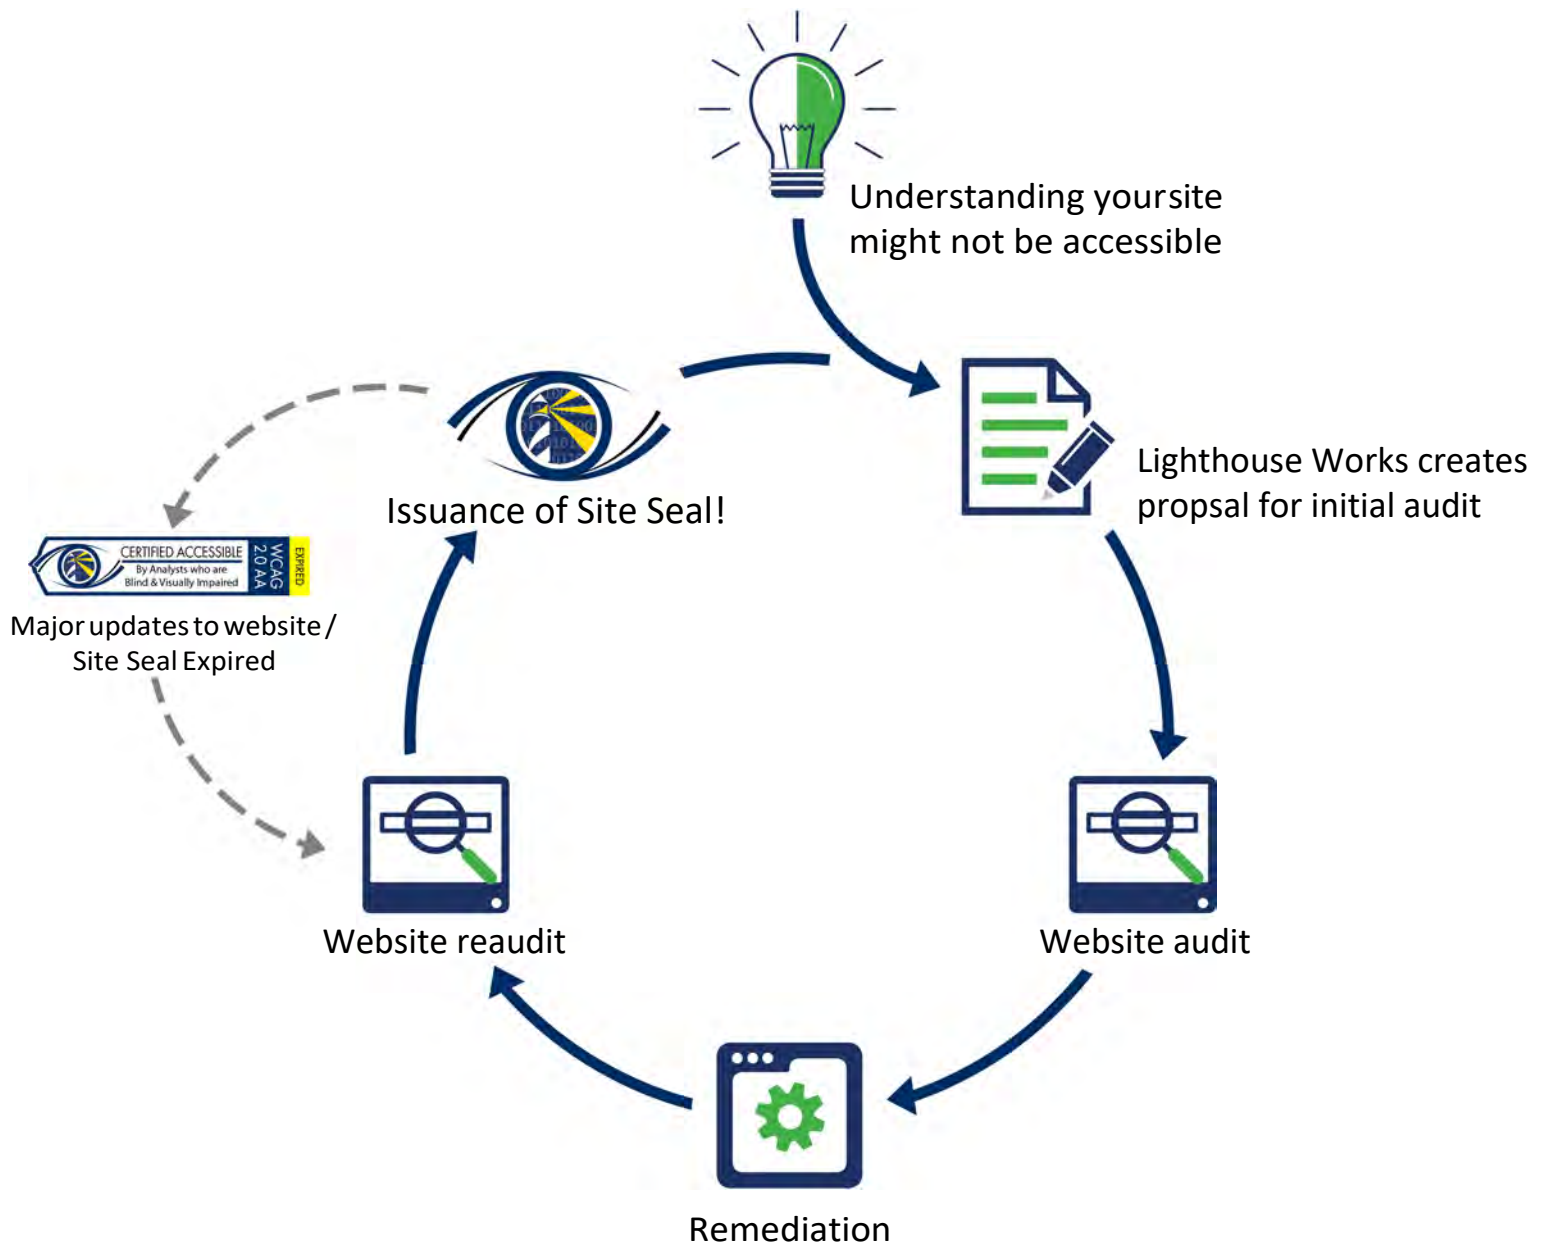 Understanding your site
might not be accessible
Lighthouse Works creates
propsal for initial audit
Issuance of Site Seal!
CERTIFIED ACCESSIBLE
By Analysts who are
Blind & Visually Impaired
WCAG
2.0 AA
EXPIRED
Major updates to website /
Site Seal Expired
Website reaudit
Website audit
Remediation